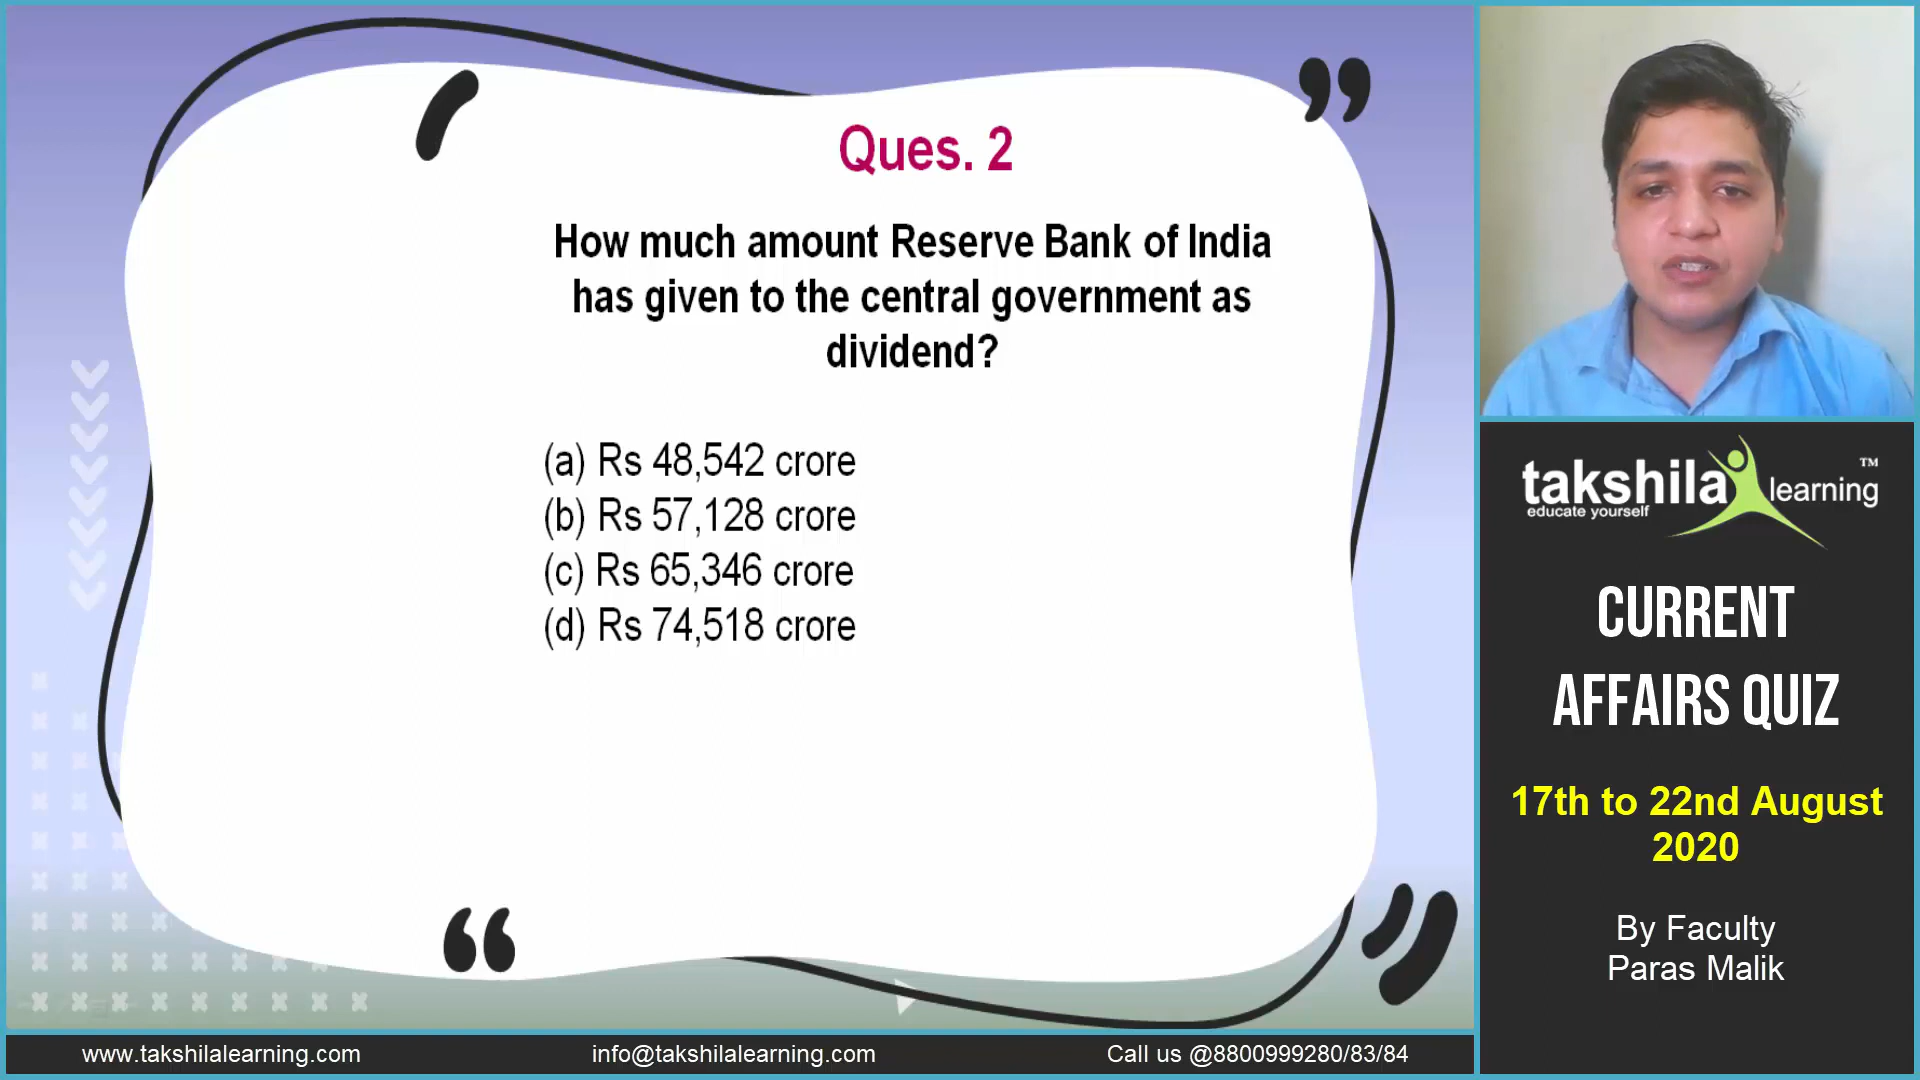 Ques. 2
How much amount Reserve Bank of India
has given to the central government as
dividend?
(a) Rs 48,542 crore
(b) Rs 57,128 crore
(c) Rs 65,346 crore
(d) Rs 74,518 crore
takshila learning TM
educate yourself
CURRENT
AFFAIRS QUIZ
17th to 22nd August
2020
By Faculty
Paras Malik
www.takshilalearning.com
info@takshilalearning.com
Call us @8800999280/83/84